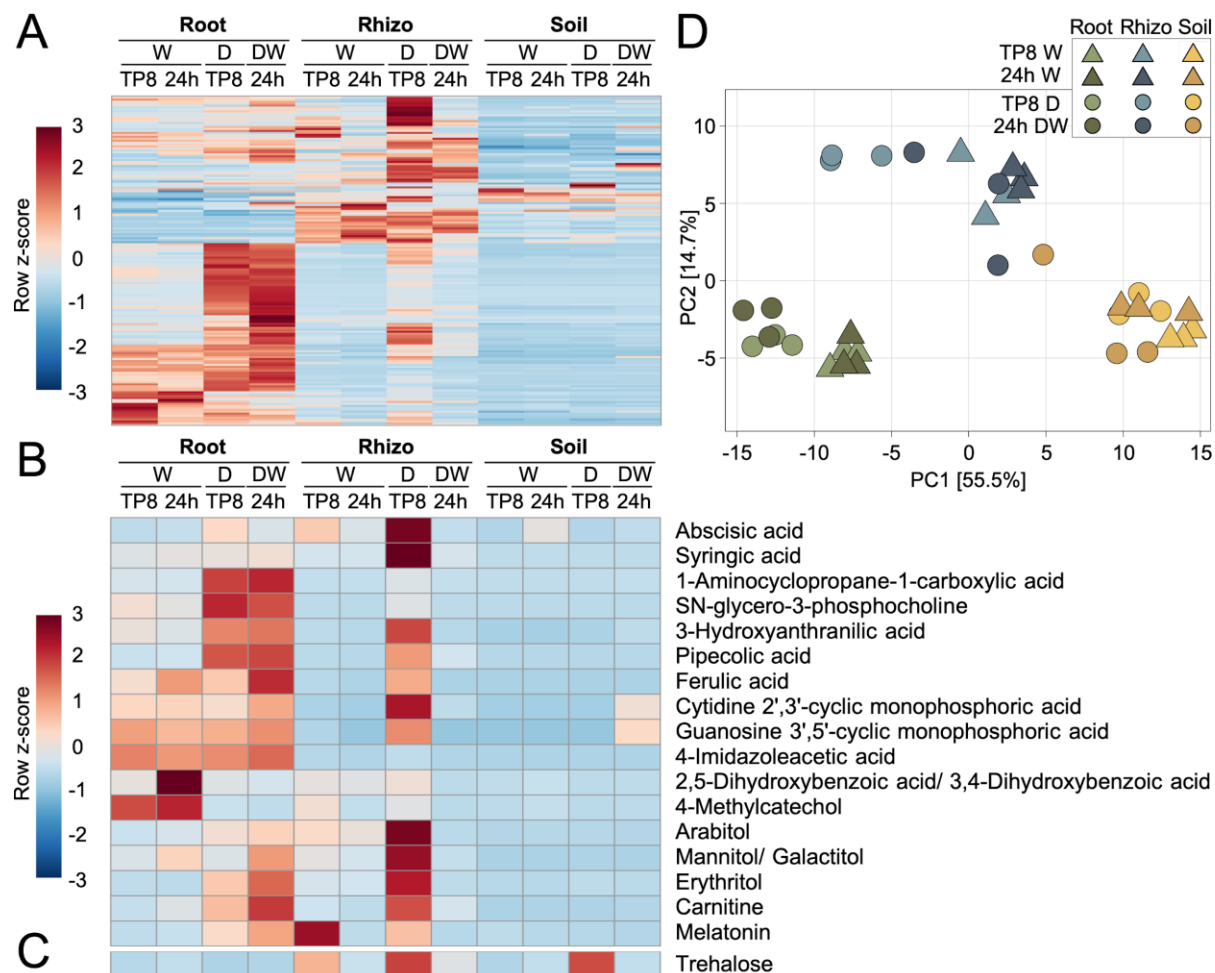 A
Root Rhizo Soil
W D DW W D DW W D DW
TP8 24h TP8 24h TP8 24h TP8 24h TP8 24h TP8 24h
Row z-score
3
2
1
0
-1
-2
-3
B
Root Rhizo Soil
W D DW W D DW W D DW
TP8 24h TP8 24h TP8 24h TP8 24h TP8 24h TP8 24h
Row z-score
3
2
1
0
-1
-2
-3
Abscisic acid
Syringic acid
1-Aminocyclopropane-1-carboxylic acid
SN-glycero-3-phosphocholine
3-Hydroxyanthranilic acid
Pipecolic acid
Ferulic acid
Cytidine 2',3'-cyclic monophosphoric acid
Guanosine 3',5'-cyclic monophosphoric acid
4-Imidazoleacetic acid
2,5-Dihydroxybenzoic acid/ 3,4-Dihydroxybenzoic acid
4-Methylcatechol
Arabitol
Mannitol/ Galactitol
Erythritol
Carnitine
Melatonin
C
Trehalose
D
Root Rhizo Soil
TP8 W
24h W
TP8 D
24h DW
PC2 [14.7%]
10
5
0
-5
-15 -10 -5 0 5 10 15
PC1 [55.5%]